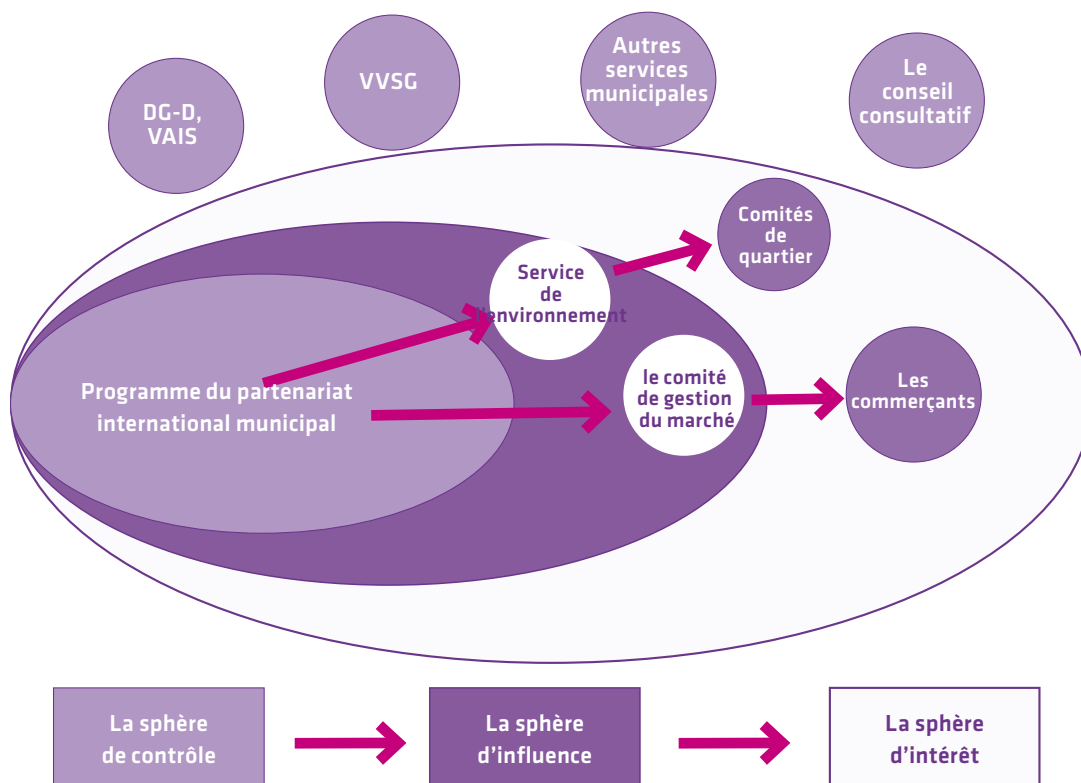 DG-D,
VAIS
VVSG
Autres
services
municipales
Le
conseil
consultatif
Comités
de
quartier
Service
de
l'environnement
Programme du partenariat
international municipal
le comité
de gestion
du marché
Les
commerçants
La sphère
de contrôle
La sphère
d'influence
La sphère
d'intérêt